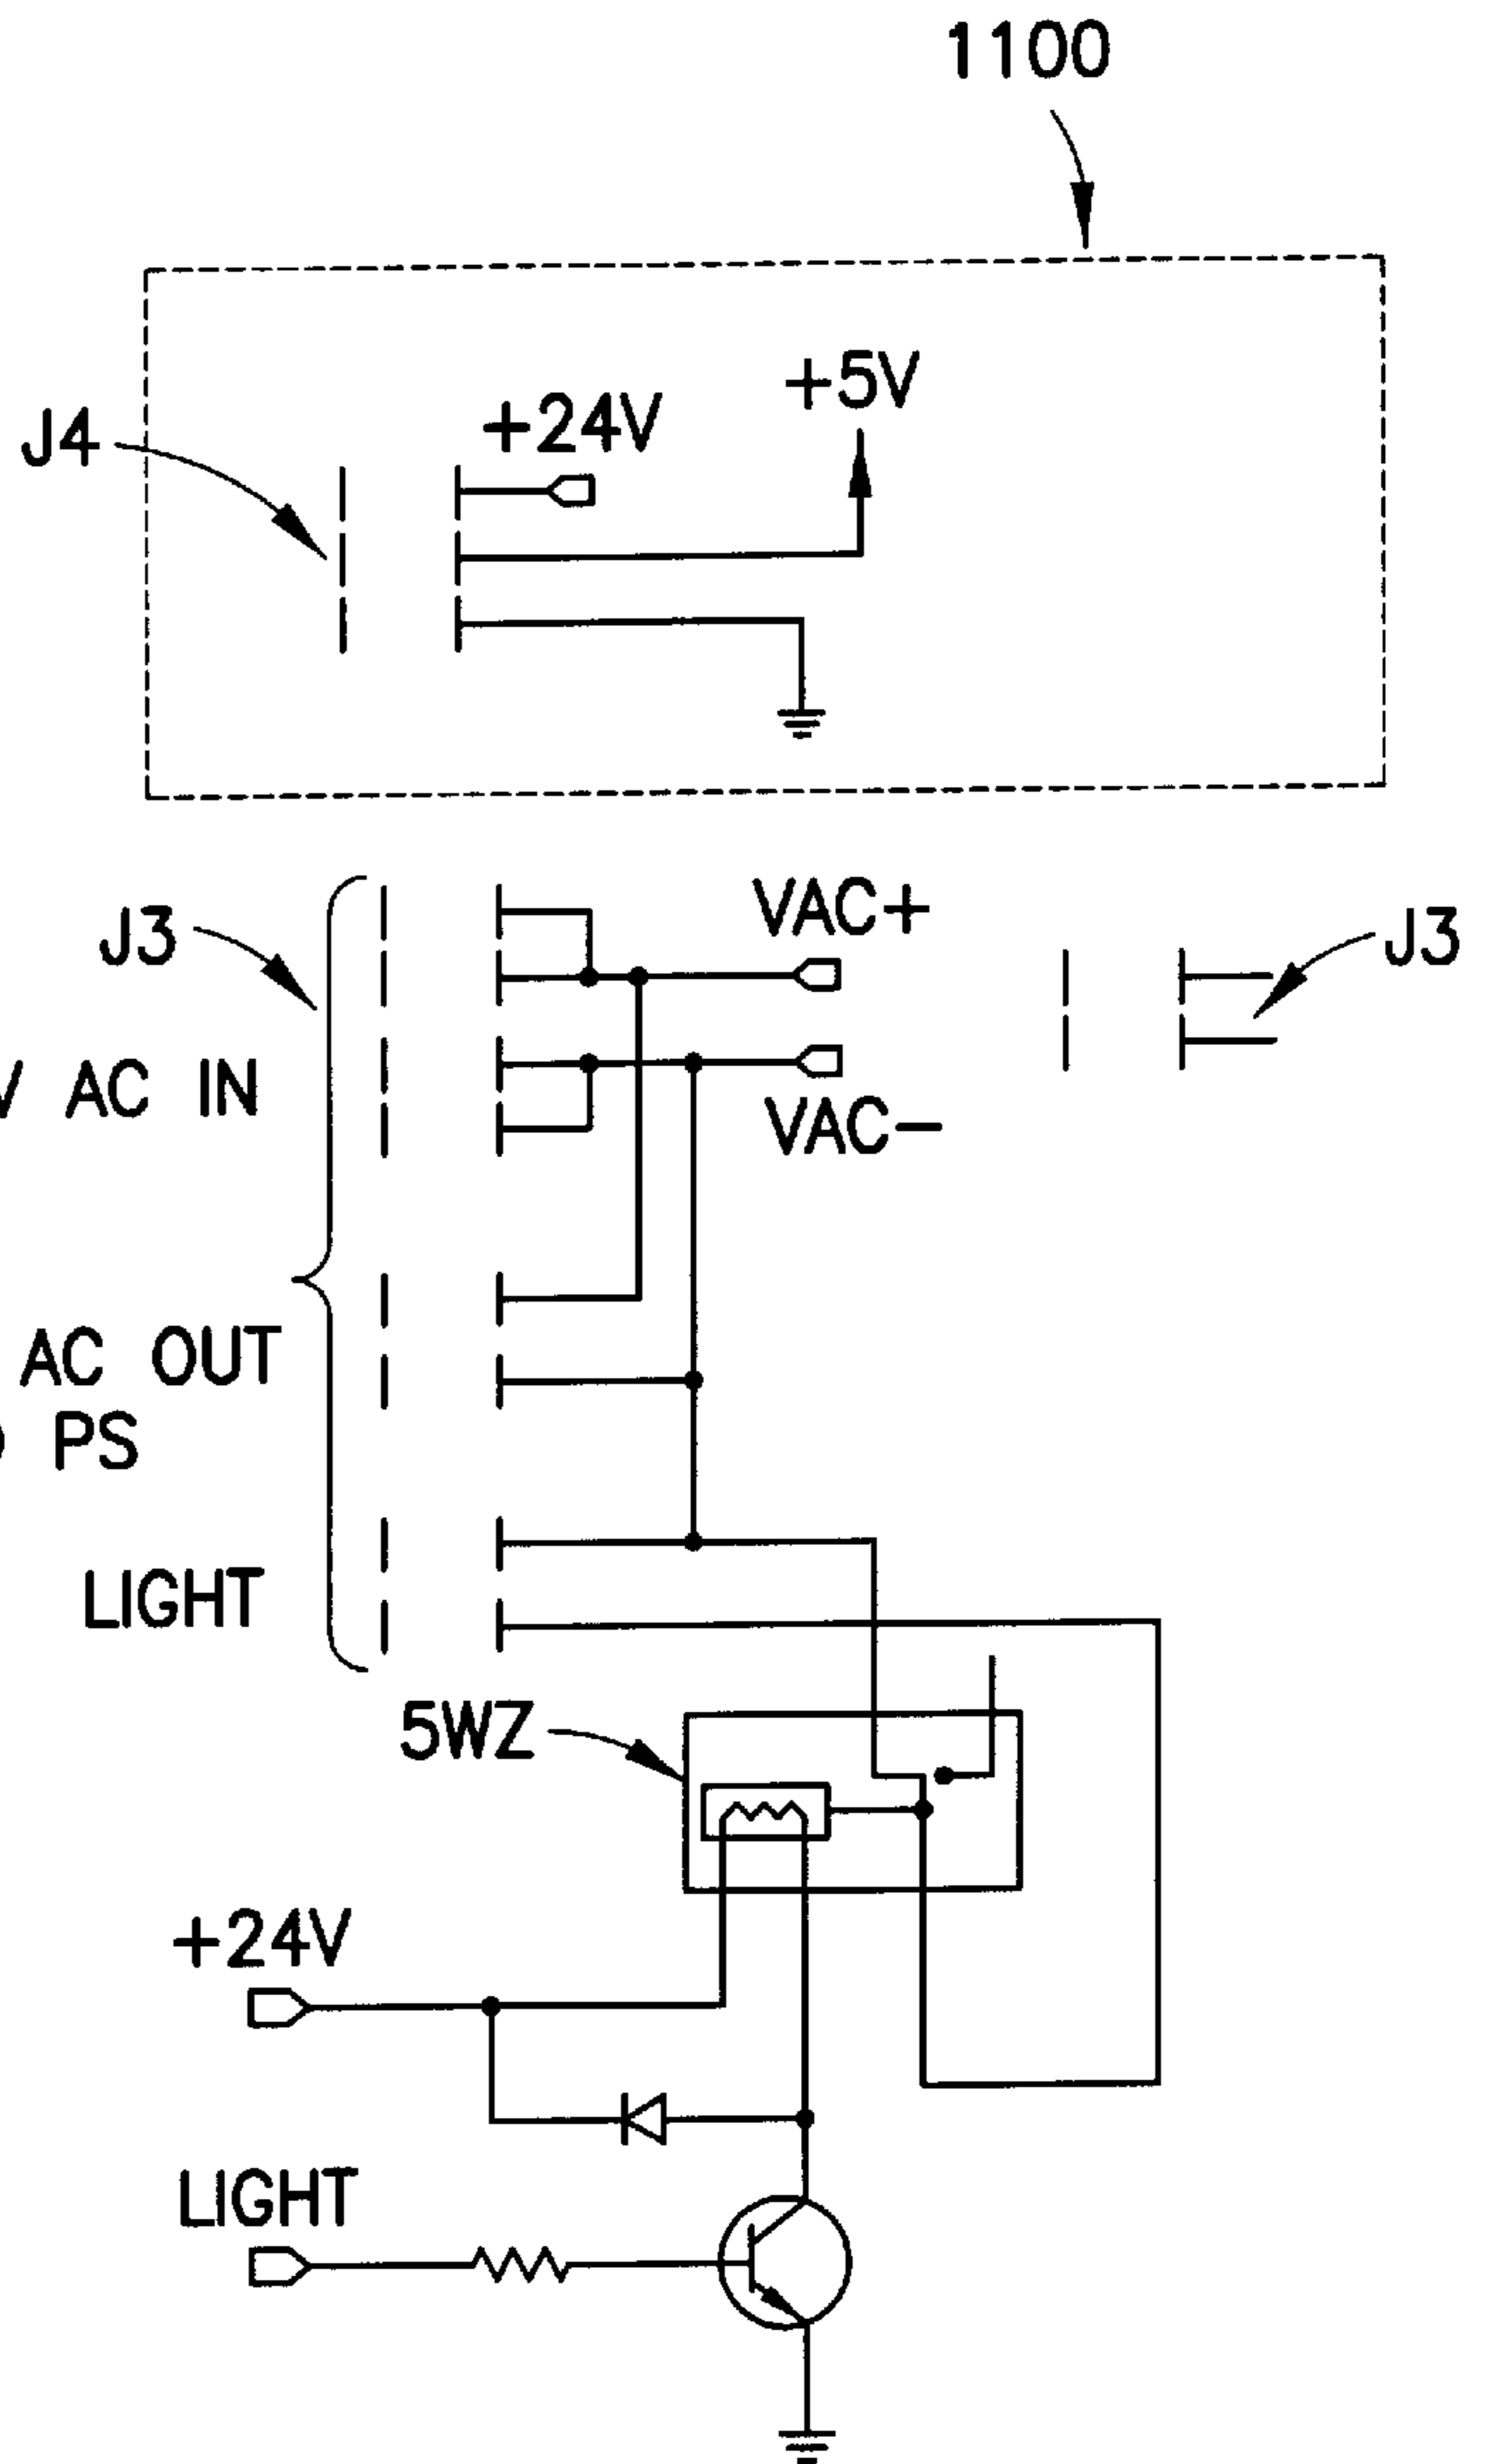 1100
+5V
+24V
J4
VAC+
J3
J3
V AC IN
VAC-
AC OUT
PS
LIGHT
5WZ
+24V
LIGHT